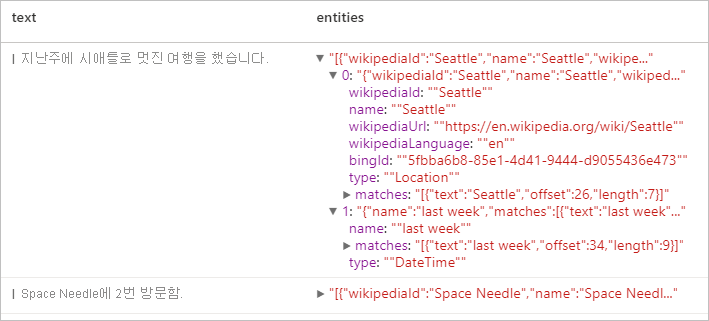 text entities
지난주에 시애틀로 멋진 여행을 했습니다. "[{"wikipediaId":"Seattle","name":"Seattle","wikipe..."
0: "{"wikipediaId":"Seattle","name":"Seattle","wikiped..."
wikipediaId: ""Seattle""
name: ""Seattle""
wikipediaUrl: ""https://en.wikipedia.org/wiki/Seattle""
wikipediaLanguage: ""en""
bingId: ""5fbba6b8-85e1-4d41-9444-d9055436e473""
type: ""Location""
matches: "[{"text":"Seattle","offset":26,"length":7}]"
1: "{"name":"last week","matches":[{"text":"last week"..."
name: ""last week""
matches: "[{"text":"last week","offset":34,"length":9}]"
type: ""DateTime""
Space Needle에 2번 방문함. "[{"wikipediaId":"Space Needle","name":"Space Needl..."